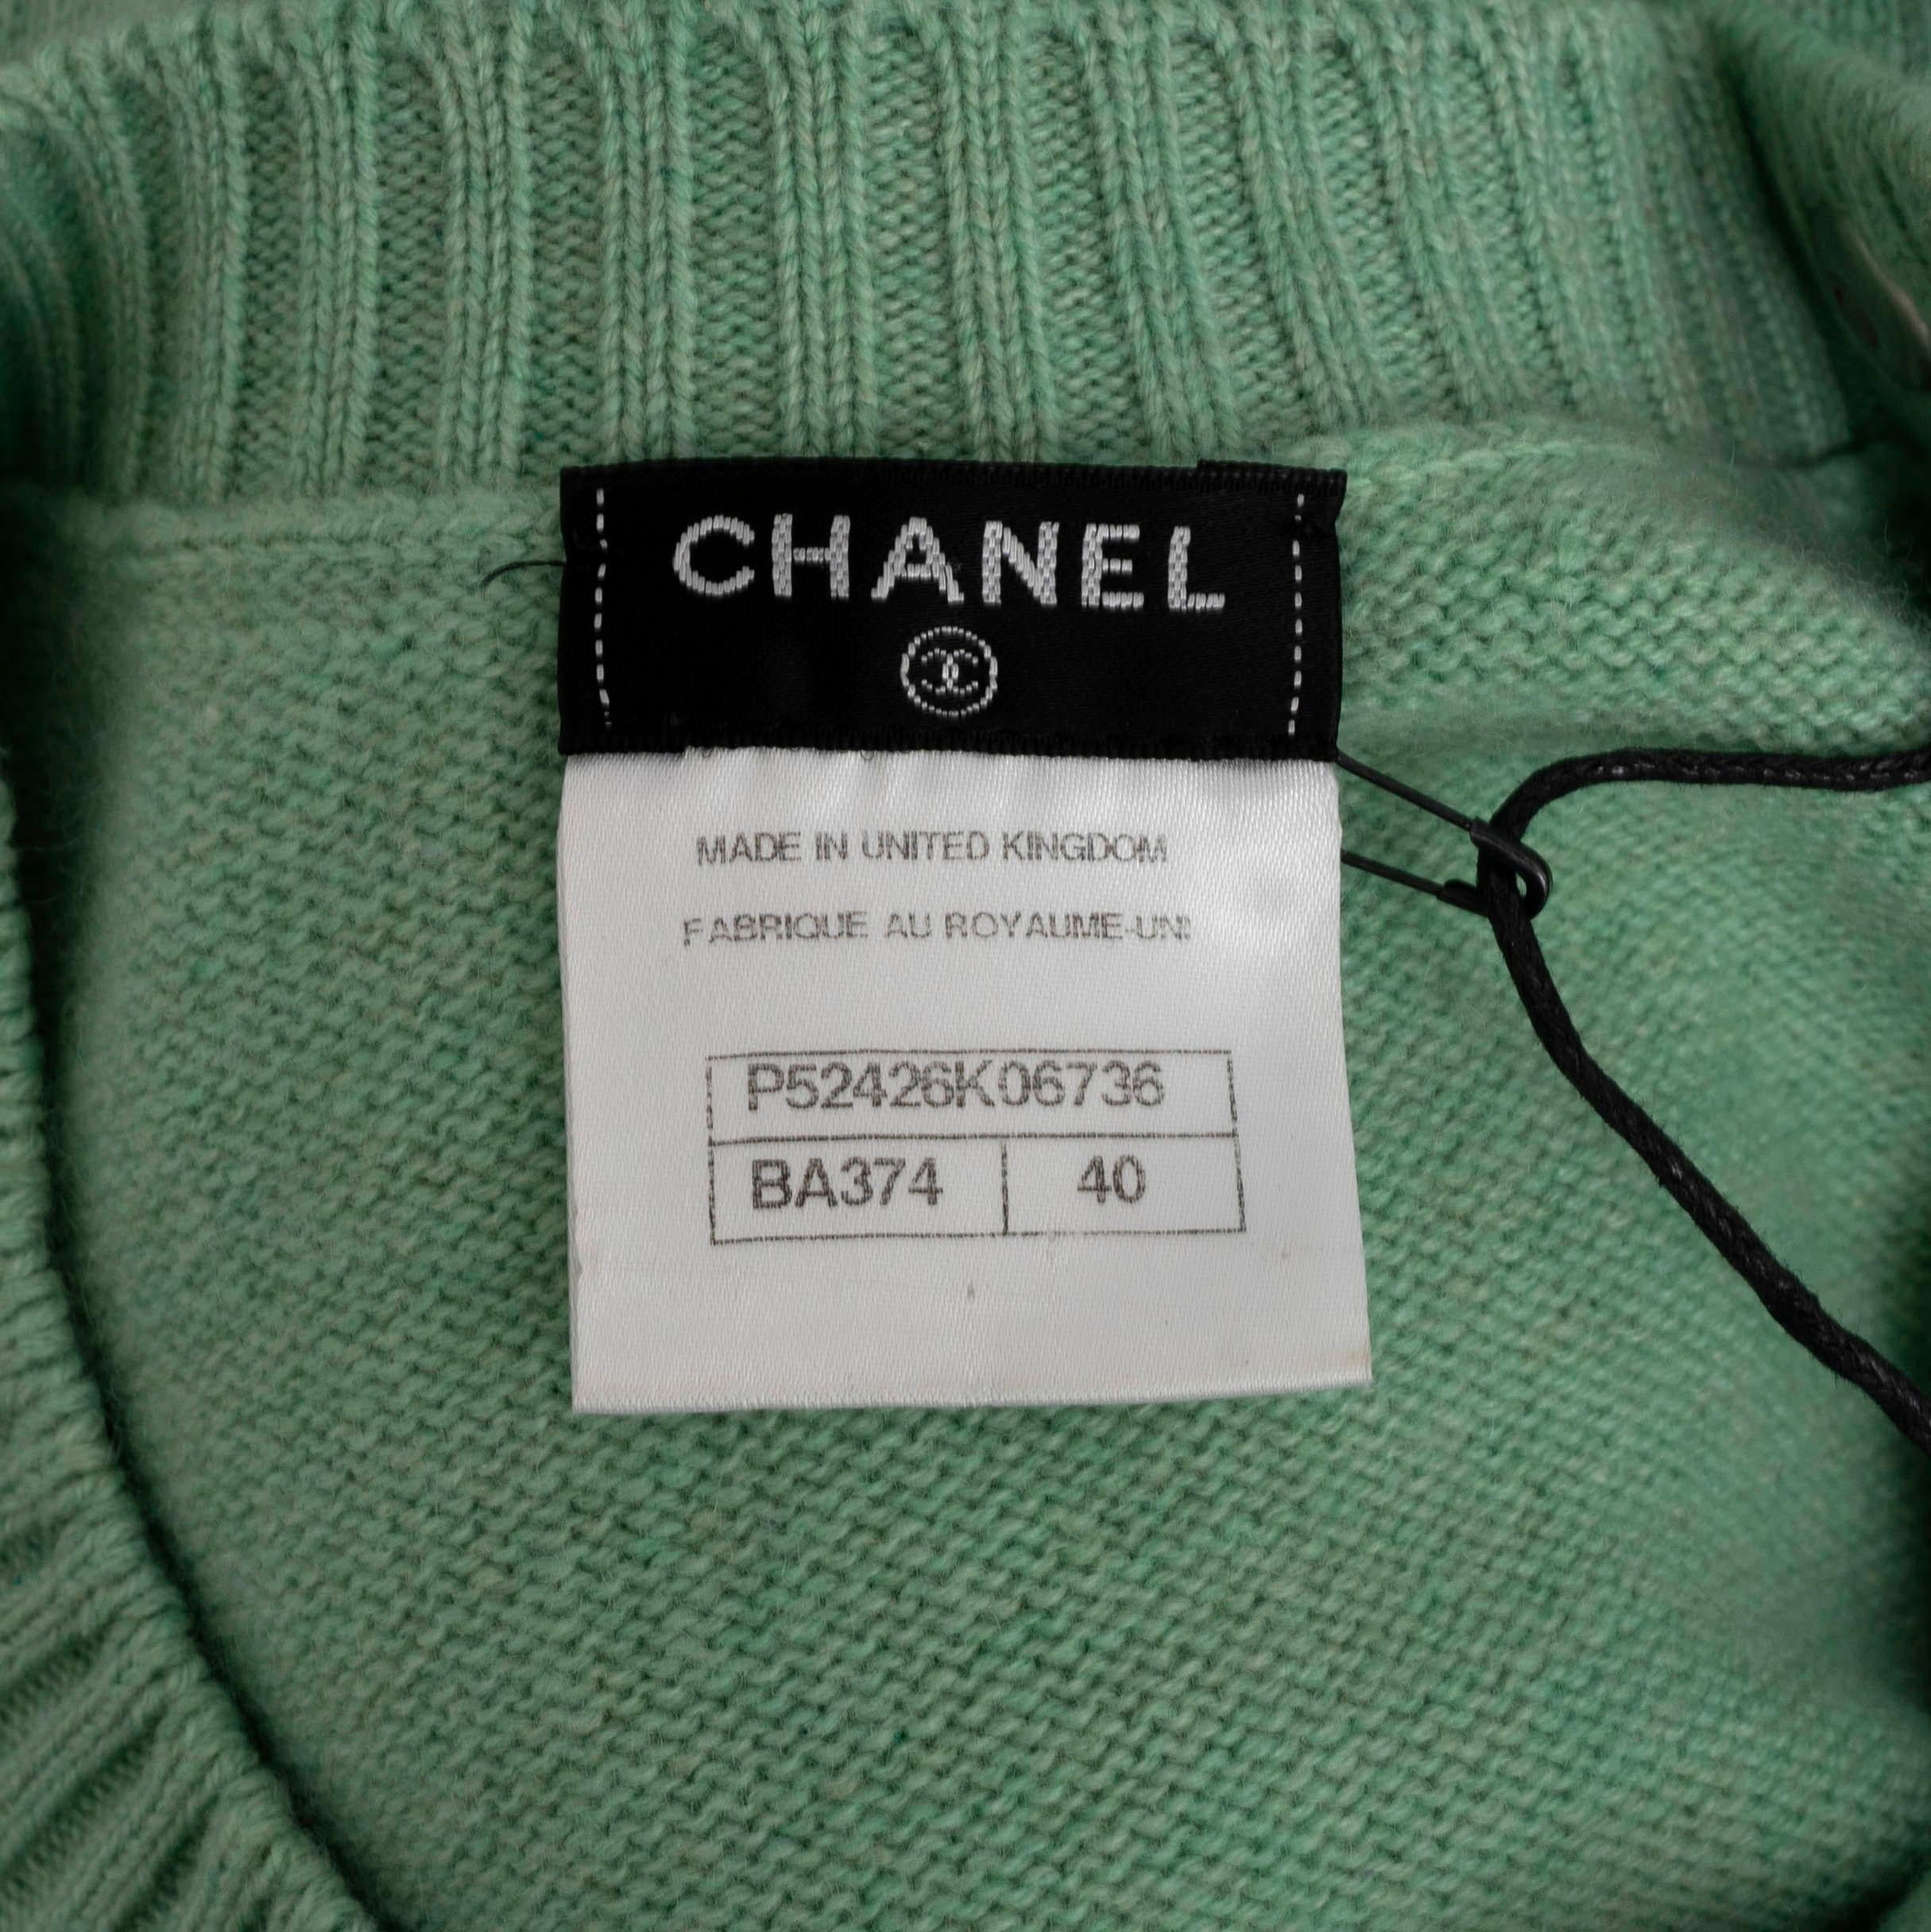 CHANEL
MADE IN UNITED KINGDOM
FABRIQUE AU ROYAUME-UNI
P52426K06736
BA374 40